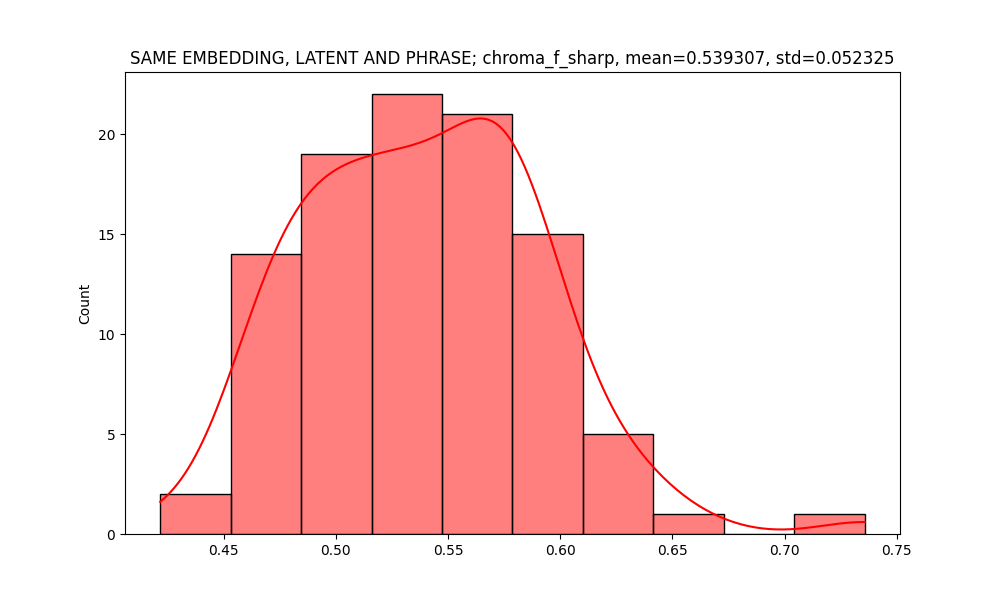 SAME EMBEDDING, LATENT AND PHRASE; chroma_f_sharp, mean=0.539307, std=0.052325
20
15
10
5
0
Count
0.45 0.50 0.55 0.60 0.65 0.70 0.75